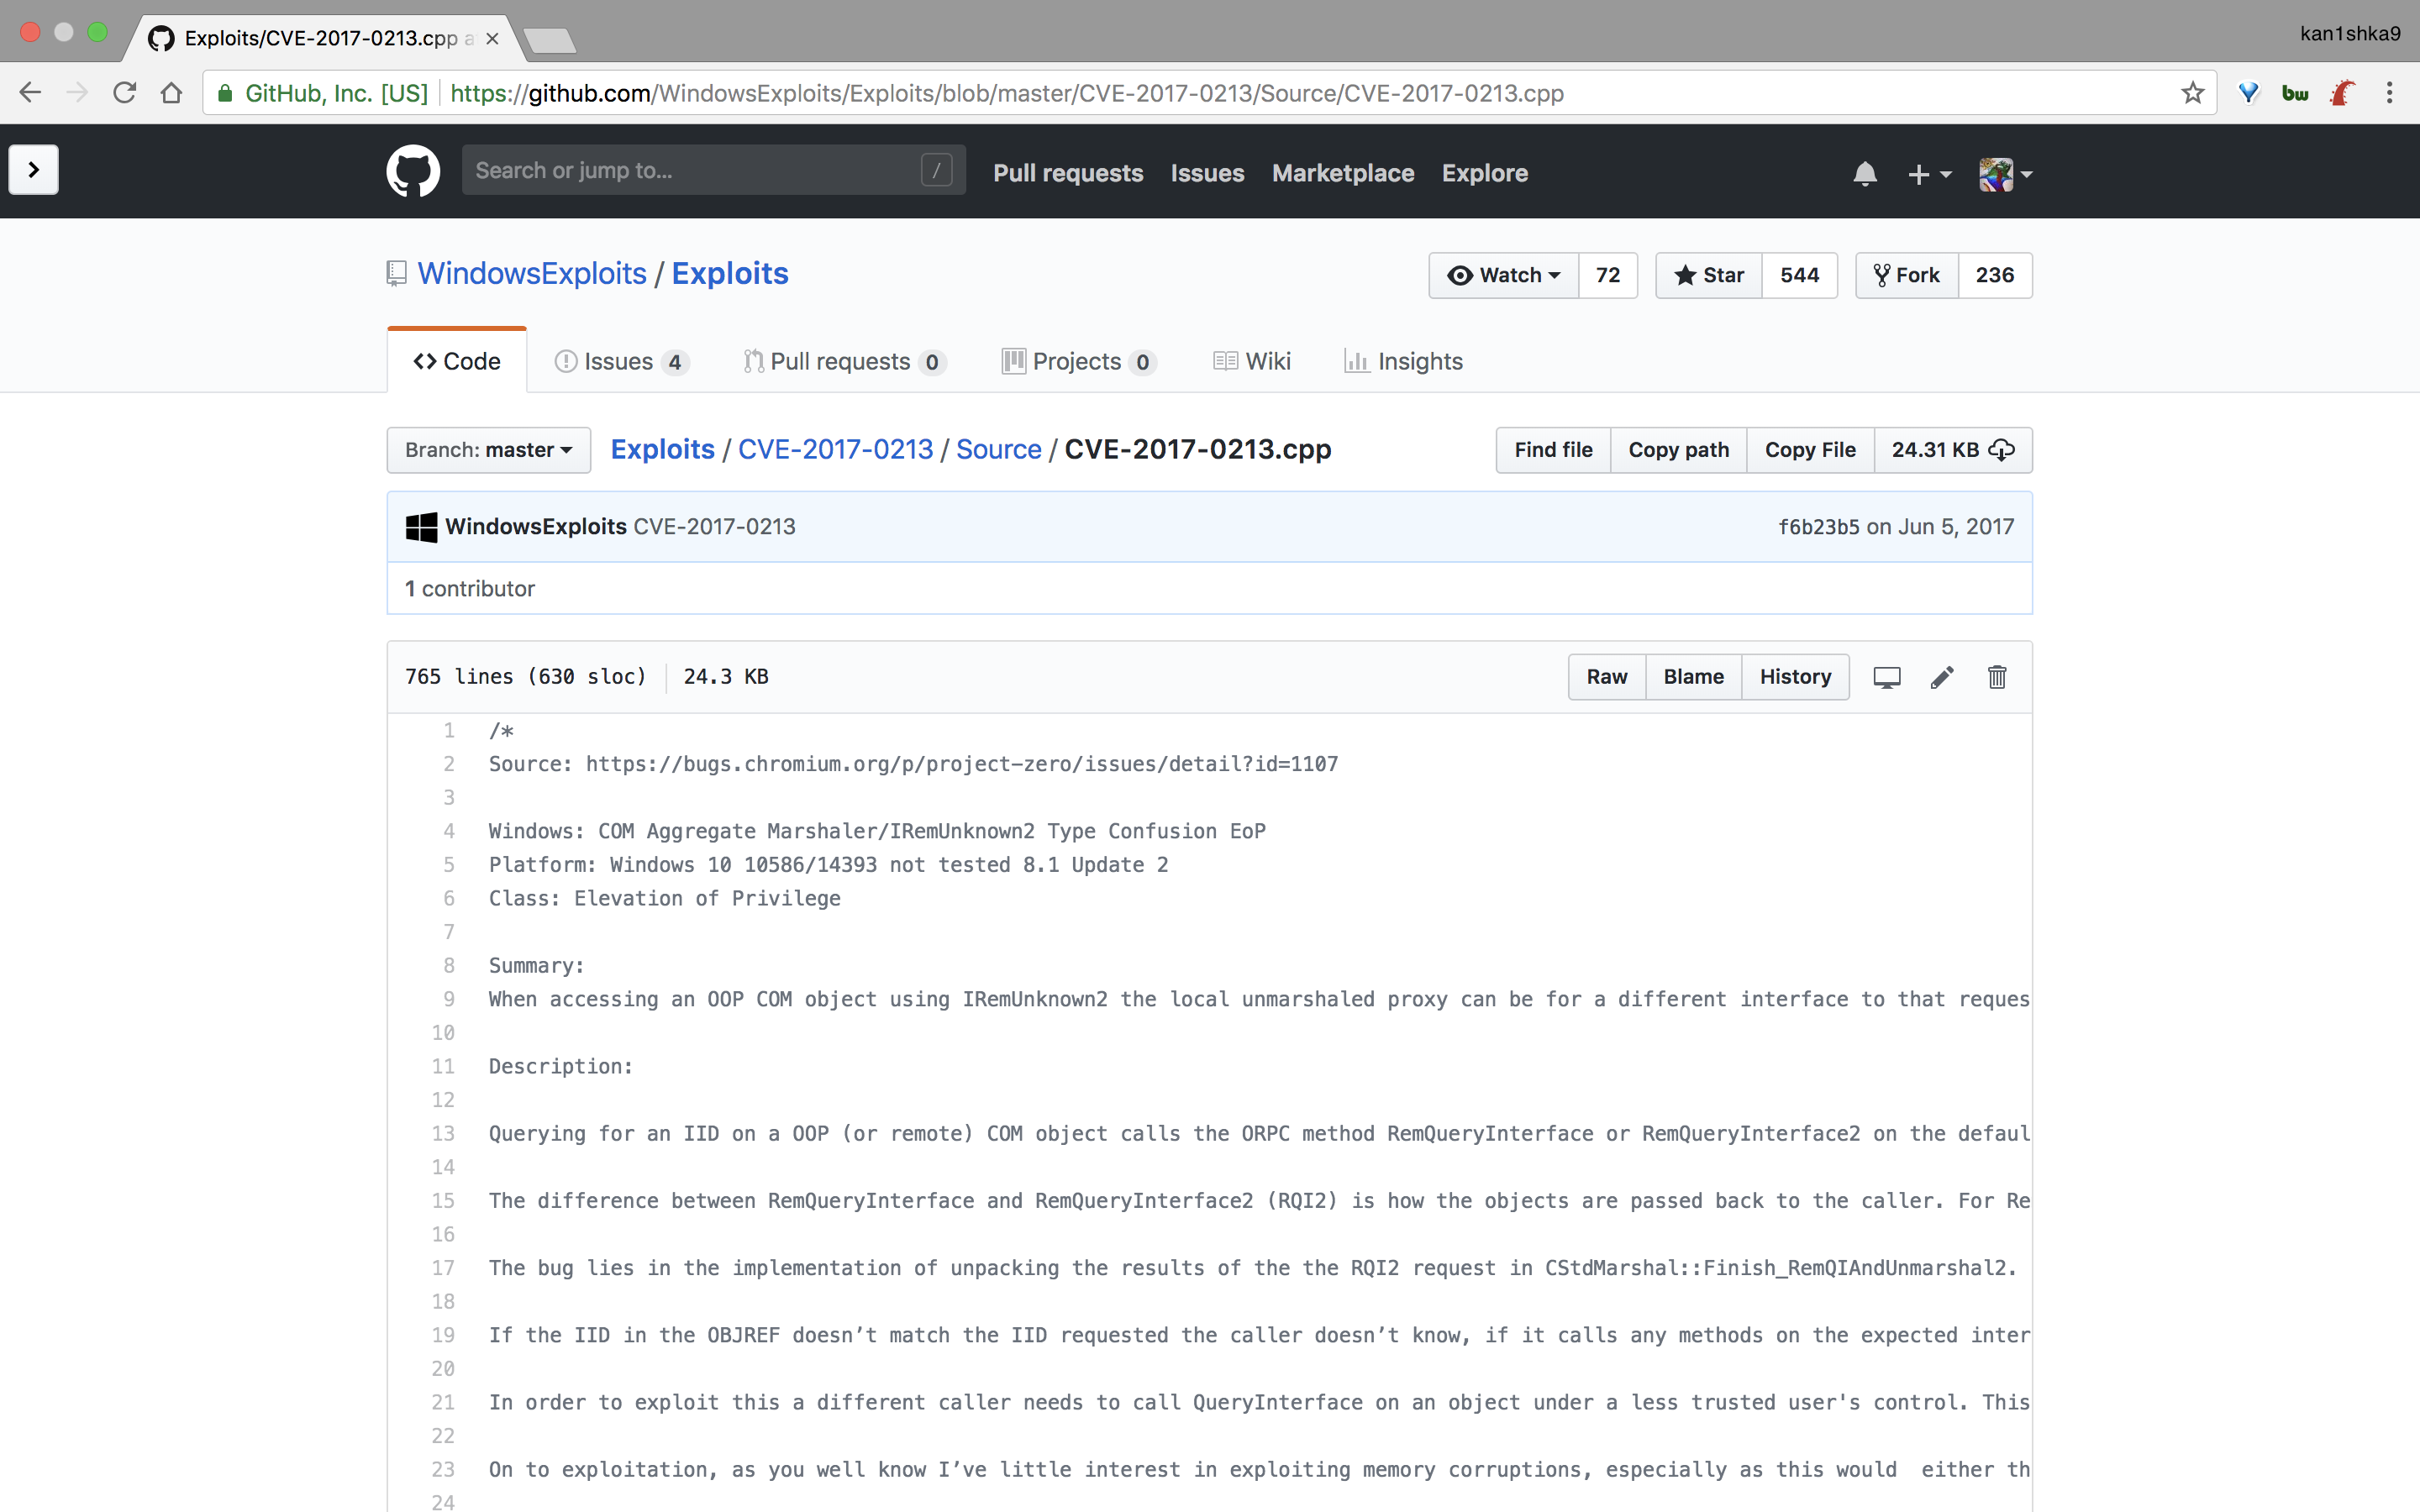 Exploits/CVE-2017-0213.cpp a
kan1shka9
GitHub, Inc. [US] https://github.com/WindowsExploits/Exploits/blob/master/CVE-2017-0213/Source/CVE-2017-0213.cpp
bw
Search or jump to... /
Pull requests Issues Marketplace Explore
WindowsExploits / Exploits
Watch 72 Star 544 Fork 236
Code Issues 4 Pull requests 0 Projects 0 Wiki Insights
Branch: master Exploits / CVE-2017-0213 / Source / CVE-2017-0213.cpp Find file Copy path Copy File 24.31 KB
WindowsExploits CVE-2017-0213 f6b23b5 on Jun 5, 2017
1 contributor
765 lines (630 sloc) 24.3 KB Raw Blame History
1 /*
2 Source: https://bugs.chromium.org/p/project-zero/issues/detail?id=1107
3
4 Windows: COM Aggregate Marshaler/IRemUnknown2 Type Confusion EoP
5 Platform: Windows 10 10586/14393 not tested 8.1 Update 2
6 Class: Elevation of Privilege
7
8 Summary:
9 When accessing an OOP COM object using IRemUnknown2 the local unmarshaled proxy can be for a different interface to that reques
10
11 Description:
12
13 Querying for an IID on a OOP (or remote) COM object calls the ORPC method RemQueryInterface or RemQueryInterface2 on the defaul
14
15 The difference between RemQueryInterface and RemQueryInterface2 (RQI2) is how the objects are passed back to the caller. For Re
16
17 The bug lies in the implementation of unpacking the results of the the RQI2 request in CStdMarshal::Finish_RemQIAndUnmarshal2.
18
19 If the IID in the OBJREF doesn’t match the IID requested the caller doesn’t know, if it calls any methods on the expected inter
20
21 In order to exploit this a different caller needs to call QueryInterface on an object under a less trusted user's control. This
22
23 On to exploitation, as you well know I’ve little interest in exploiting memory corruptions, especially as this would  either th
24